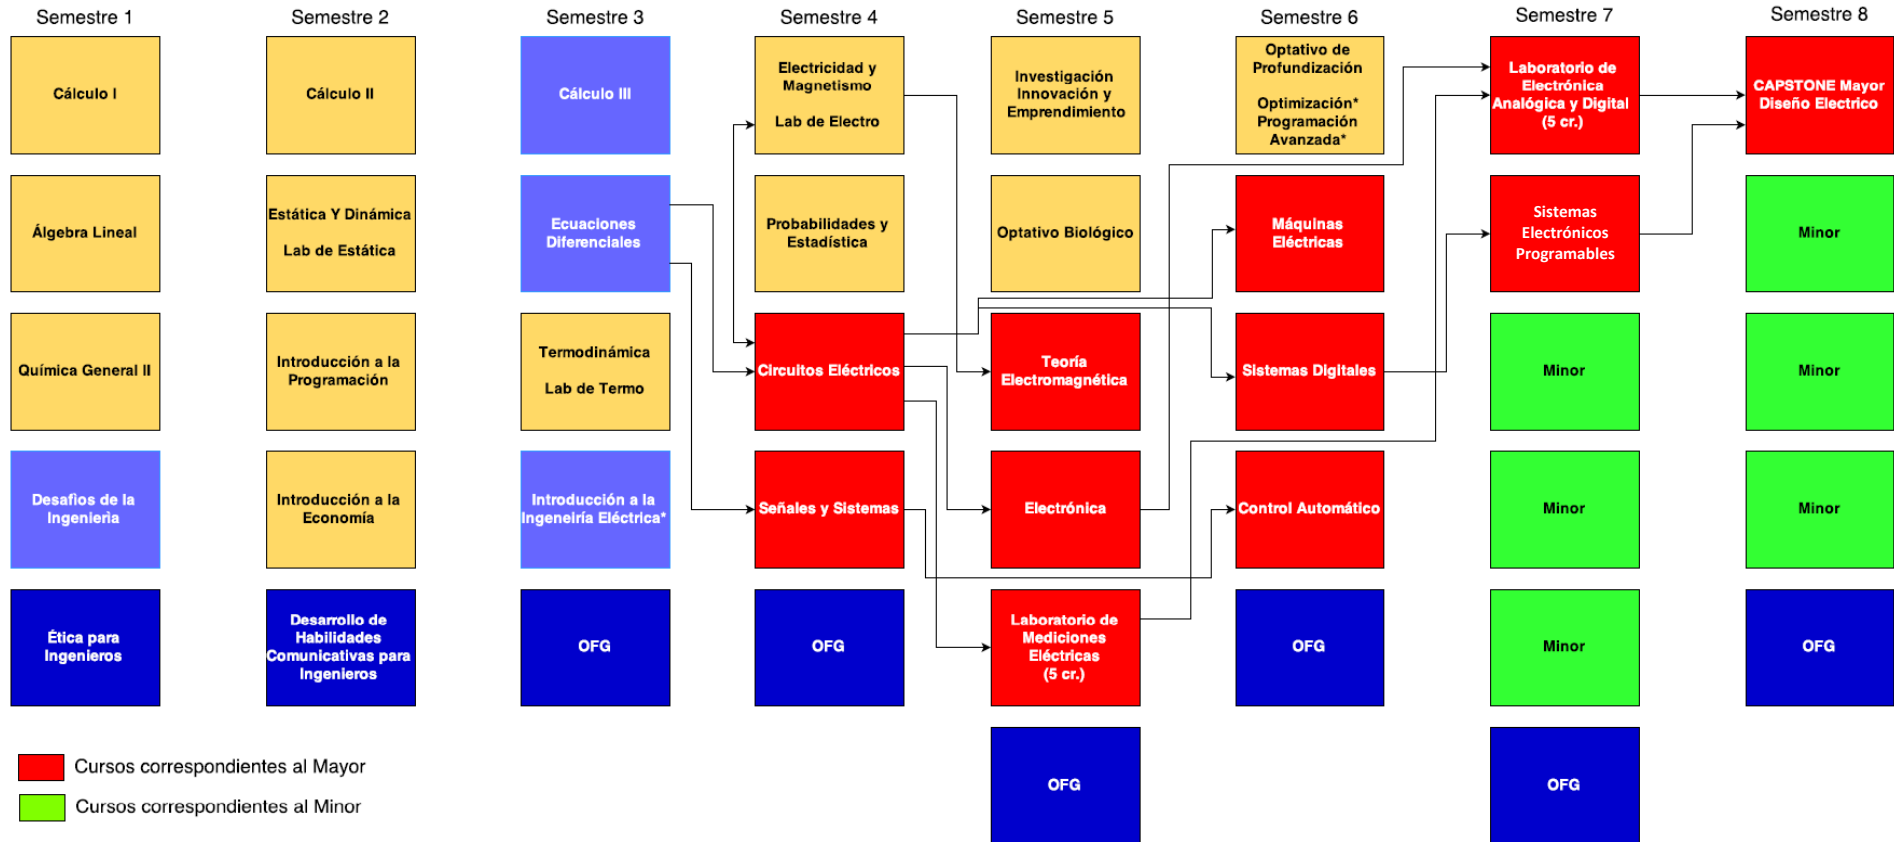 Semestre 1
Semestre 2
Semestre 3
Semestre 4
Semestre 5
Semestre 6
Semestre 7
Semestre 8
Cálculo I
Cálculo II
Cálculo III
Electricidad y
Magnetismo
Lab de Electro
Investigación
Innovación y
Emprendimiento
Optativo de
Profundización
Optimización*
Programación
Avanzada*
Laboratorio de
Electrónica
Analógica y Digital
(5 cr.)
CAPSTONE Mayor
Diseño Electrico
Álgebra Lineal
Estática Y Dinámica
Lab de Estática
Ecuaciones
Diferenciales
Probabilidades y
Estadística
Optativo Biológico
Máquinas
Eléctricas
Sistemas
Electrónicos
Programables
Minor
Química General II
Introducción a la
Programación
Termodinámica
Lab de Termo
Circuitos Eléctricos
Teoría
Electromagnética
Sistemas Digitales
Minor
Minor
Desafìos de la
Ingenierìa
Introducción a la
Economía
Introducción a la
Ingeneiría Eléctrica*
Señales y Sistemas
Electrónica
Control Automático
Minor
Minor
Ética para
Ingenieros
Desarrollo de
Habilidades
Comunicativas para
Ingenieros
OFG
OFG
Laboratorio de
Mediciones
Eléctricas
(5 cr.)
OFG
Minor
OFG
OFG
OFG
Cursos correspondientes al Mayor
Cursos correspondientes al Minor